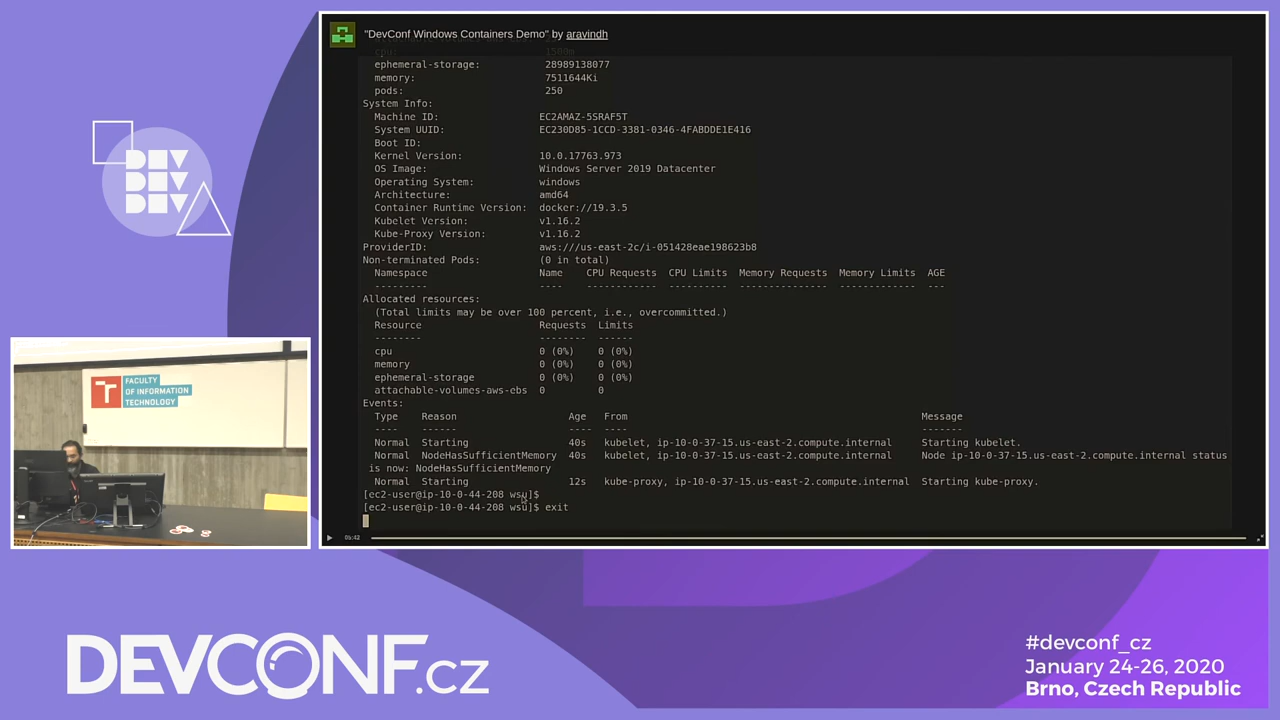 "DevConf Windows Containers Demo" by aravindh
cpu: 1500m
ephemeral-storage: 28989138077
memory: 7511644Ki
pods: 250
System Info:
Machine ID: EC2AMAZ-5SRAF5T
System UUID: EC230D85-1CCD-3381-0346-4FABDDE1E416
Boot ID:
Kernel Version: 10.0.17763.973
OS Image: Windows Server 2019 Datacenter
Operating System: windows
Architecture: amd64
Container Runtime Version: docker://19.3.5
Kubelet Version: v1.16.2
Kube-Proxy Version: v1.16.2
ProviderID: aws:///us-east-2c/i-051428eae198623b8
Non-terminated Pods: (0 in total)
Namespace Name CPU Requests CPU Limits Memory Requests Memory Limits AGE
--------- ---- ------------ ---------- --------------- ------------- ---
Allocated resources:
(Total limits may be over 100 percent, i.e., overcommitted.)
Resource Requests Limits
-------- -------- ------
cpu 0 (0%) 0 (0%)
memory 0 (0%) 0 (0%)
ephemeral-storage 0 (0%) 0 (0%)
attachable-volumes-aws-ebs 0 0
Events:
Type Reason Age From Message
---- ------ ---- ---- -------
Normal Starting 40s kubelet, ip-10-0-37-15.us-east-2.compute.internal Starting kubelet.
Normal NodeHasSufficientMemory 40s kubelet, ip-10-0-37-15.us-east-2.compute.internal Node ip-10-0-37-15.us-east-2.compute.internal status
is now: NodeHasSufficientMemory
Normal Starting 12s kube-proxy, ip-10-0-37-15.us-east-2.compute.internal Starting kube-proxy.
[ec2-user@ip-10-0-44-208 wsu]$
[ec2-user@ip-10-0-44-208 wsu]$ exit
05:42
DEV
DEV
DEV
T
FACULTY
OF INFORMATION
TECHNOLOGY
DEVCONF.cz
#devconf_cz
January 24-26, 2020
Brno, Czech Republic